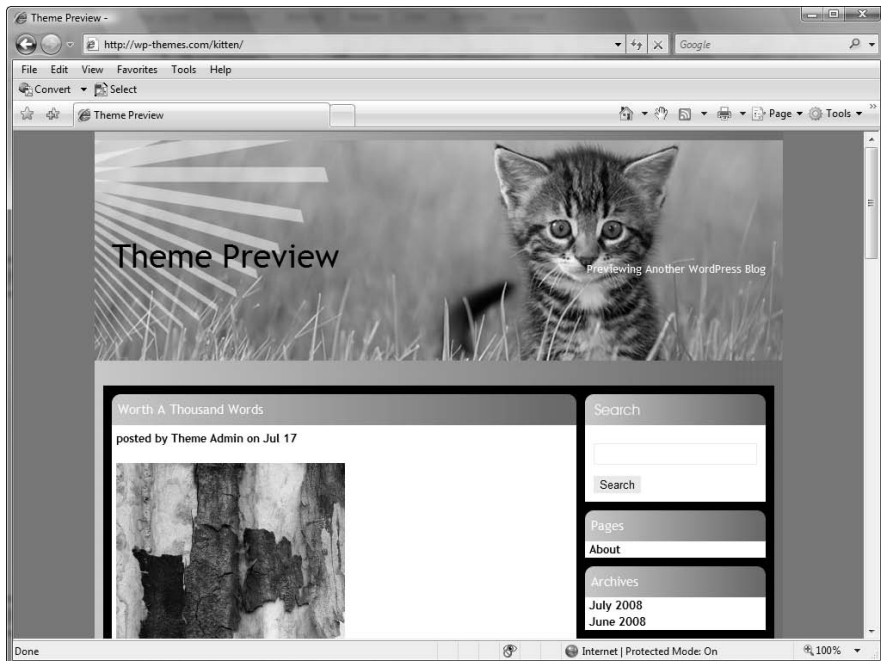 Theme Preview -
http://wp-themes.com/kitten/
Google
File Edit View Favorites Tools Help
Convert Select
Theme Preview
Page Tools
Theme Preview
Previewing Another WordPress Blog
Worth A Thousand Words
posted by Theme Admin on Jul 17
Search
Search
Pages
About
Archives
July 2008
June 2008
Done
Internet | Protected Mode: On
100%